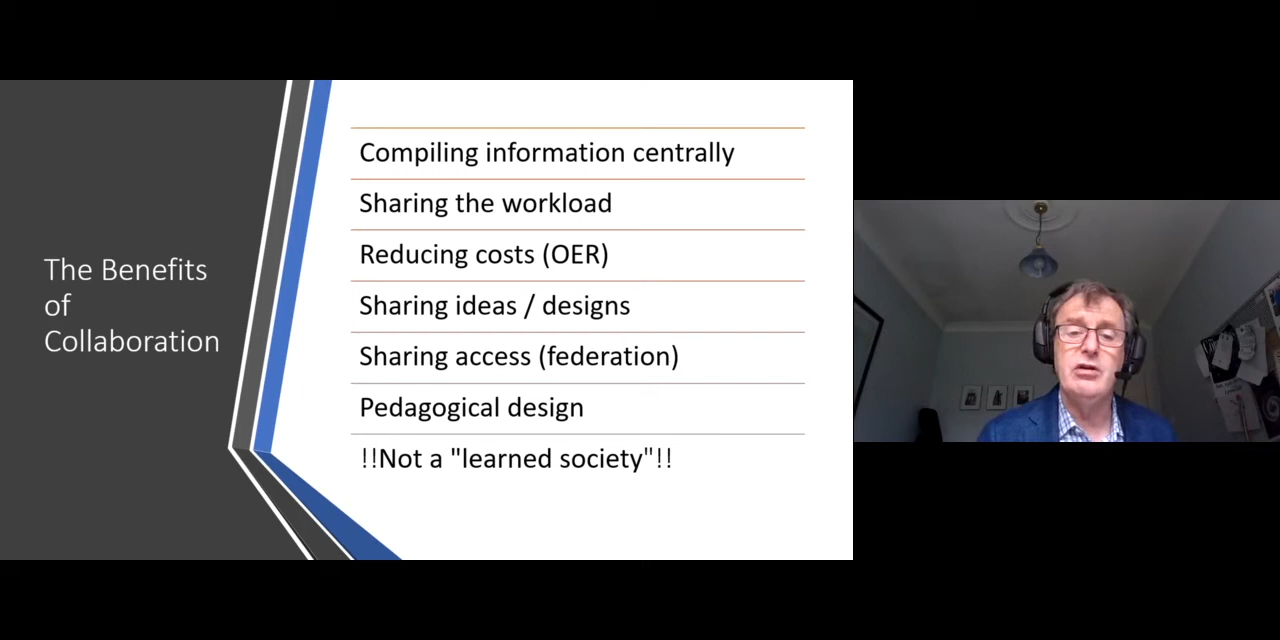 The Benefits
of
Collaboration
Compiling information centrally
Sharing the workload
Reducing costs (OER)
Sharing ideas / designs
Sharing access (federation)
Pedagogical design
!!Not a "learned society"!!